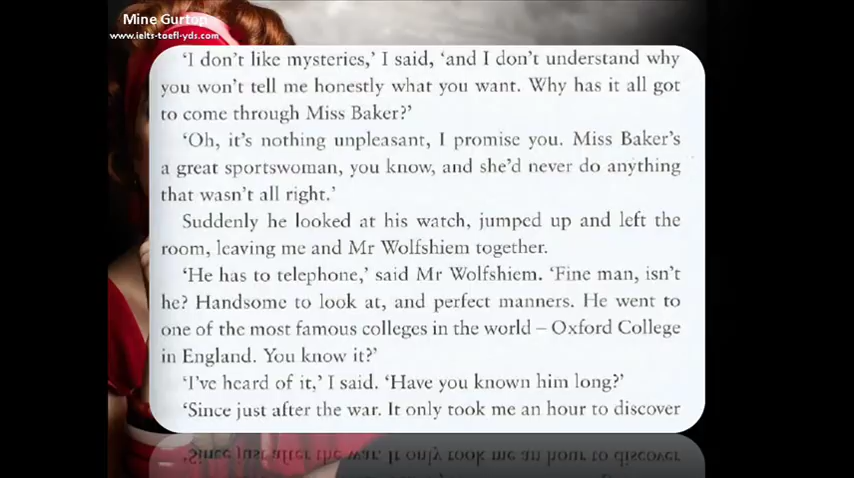 Mine Gurtop
www.ielts-toefl-yds.com
‘I don’t like mysteries,’ I said, ‘and I don’t understand why
you won’t tell me honestly what you want. Why has it all got
to come through Miss Baker?’
‘Oh, it’s nothing unpleasant, I promise you. Miss Baker’s
a great sportswoman, you know, and she’d never do anything
that wasn’t all right.’
Suddenly he looked at his watch, jumped up and left the
room, leaving me and Mr Wolfshiem together.
‘He has to telephone,’ said Mr Wolfshiem. ‘Fine man, isn’t
he? Handsome to look at, and perfect manners. He went to
one of the most famous colleges in the world – Oxford College
in England. You know it?’
‘I’ve heard of it,’ I said. ‘Have you known him long?’
‘Since just after the war. It only took me an hour to discover